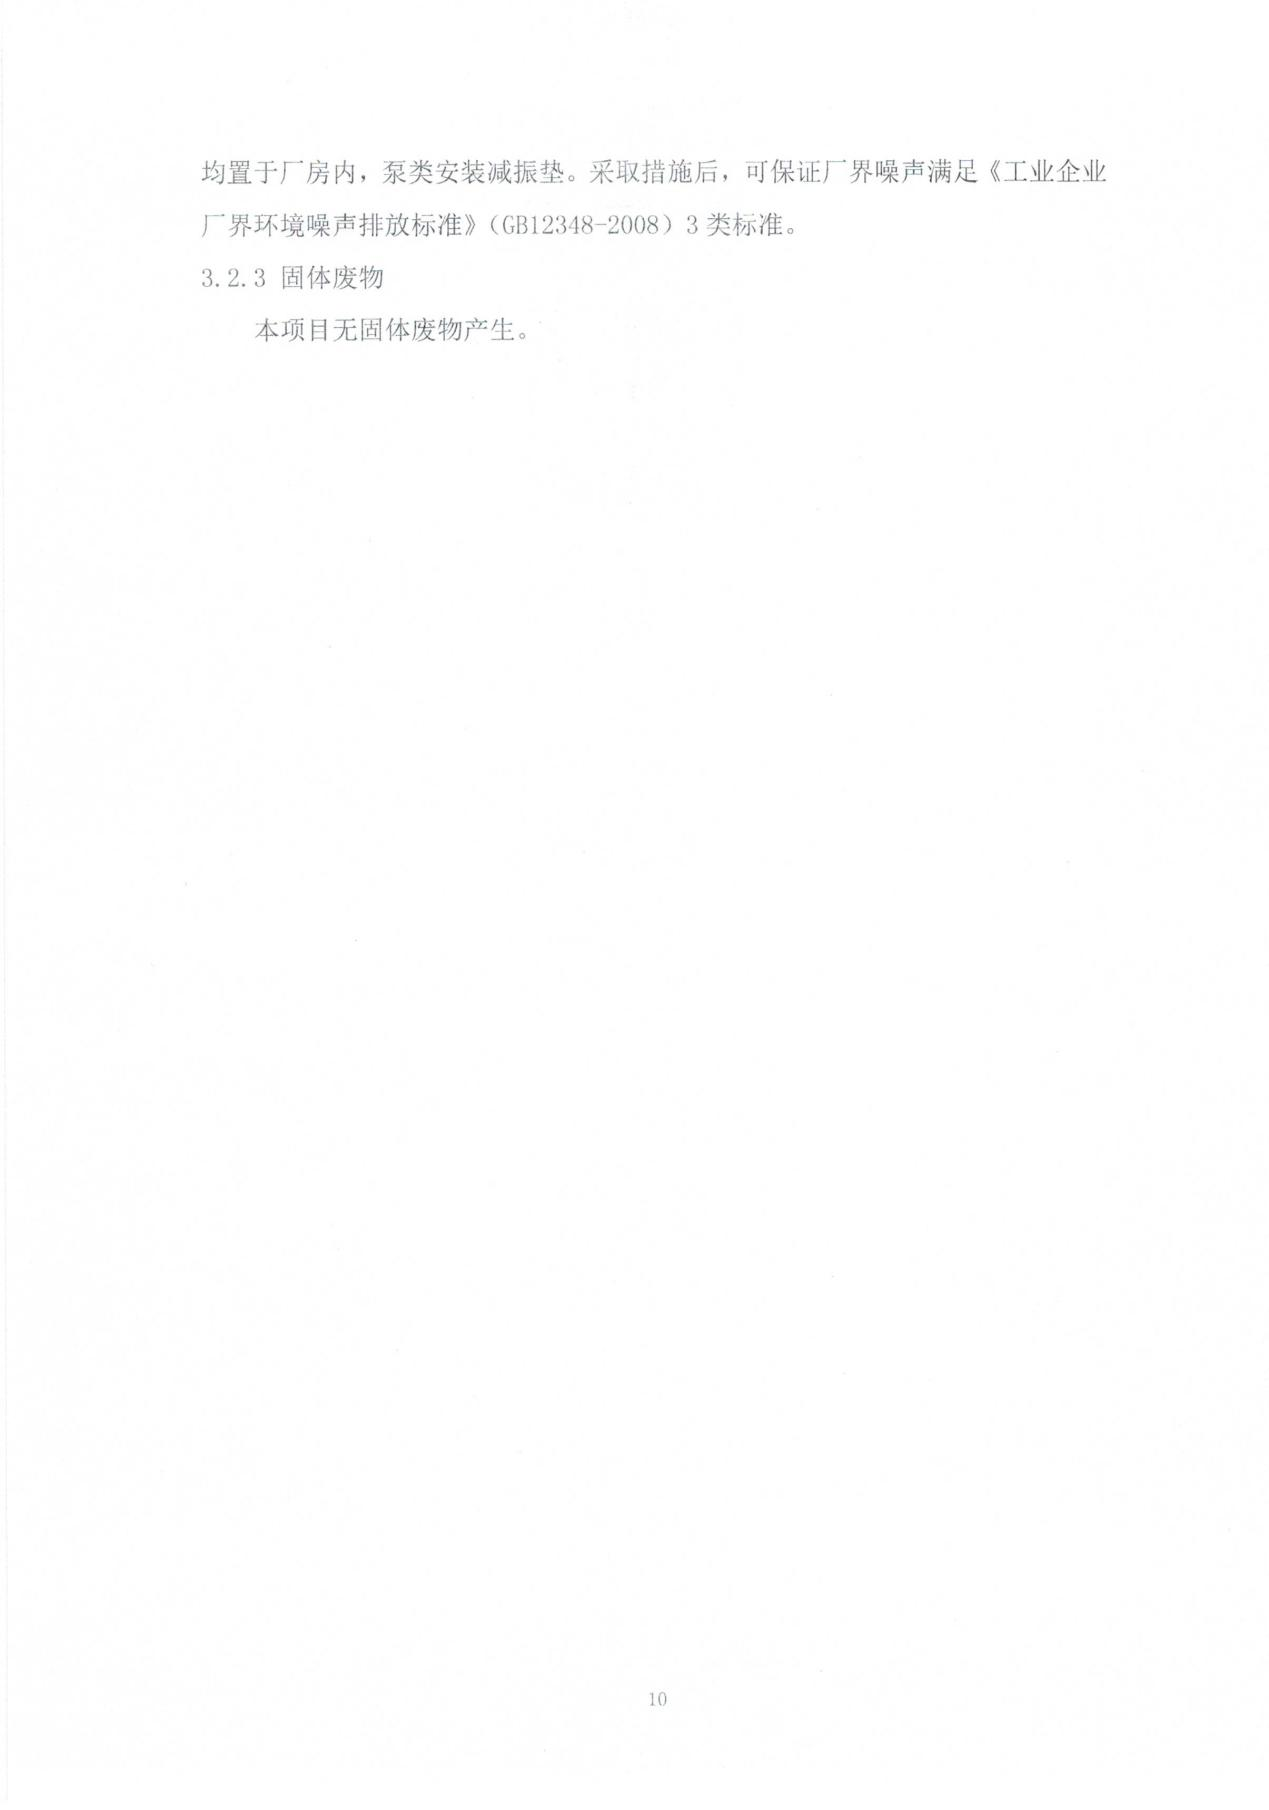 均置于厂房内，泵类安装减振垫。采取措施后，可保证厂界噪声满足《工业企业
厂界环境噪声排放标准》（GB12348-2008）3 类标准。
3.2.3 固体废物
本项目无固体废物产生。
10